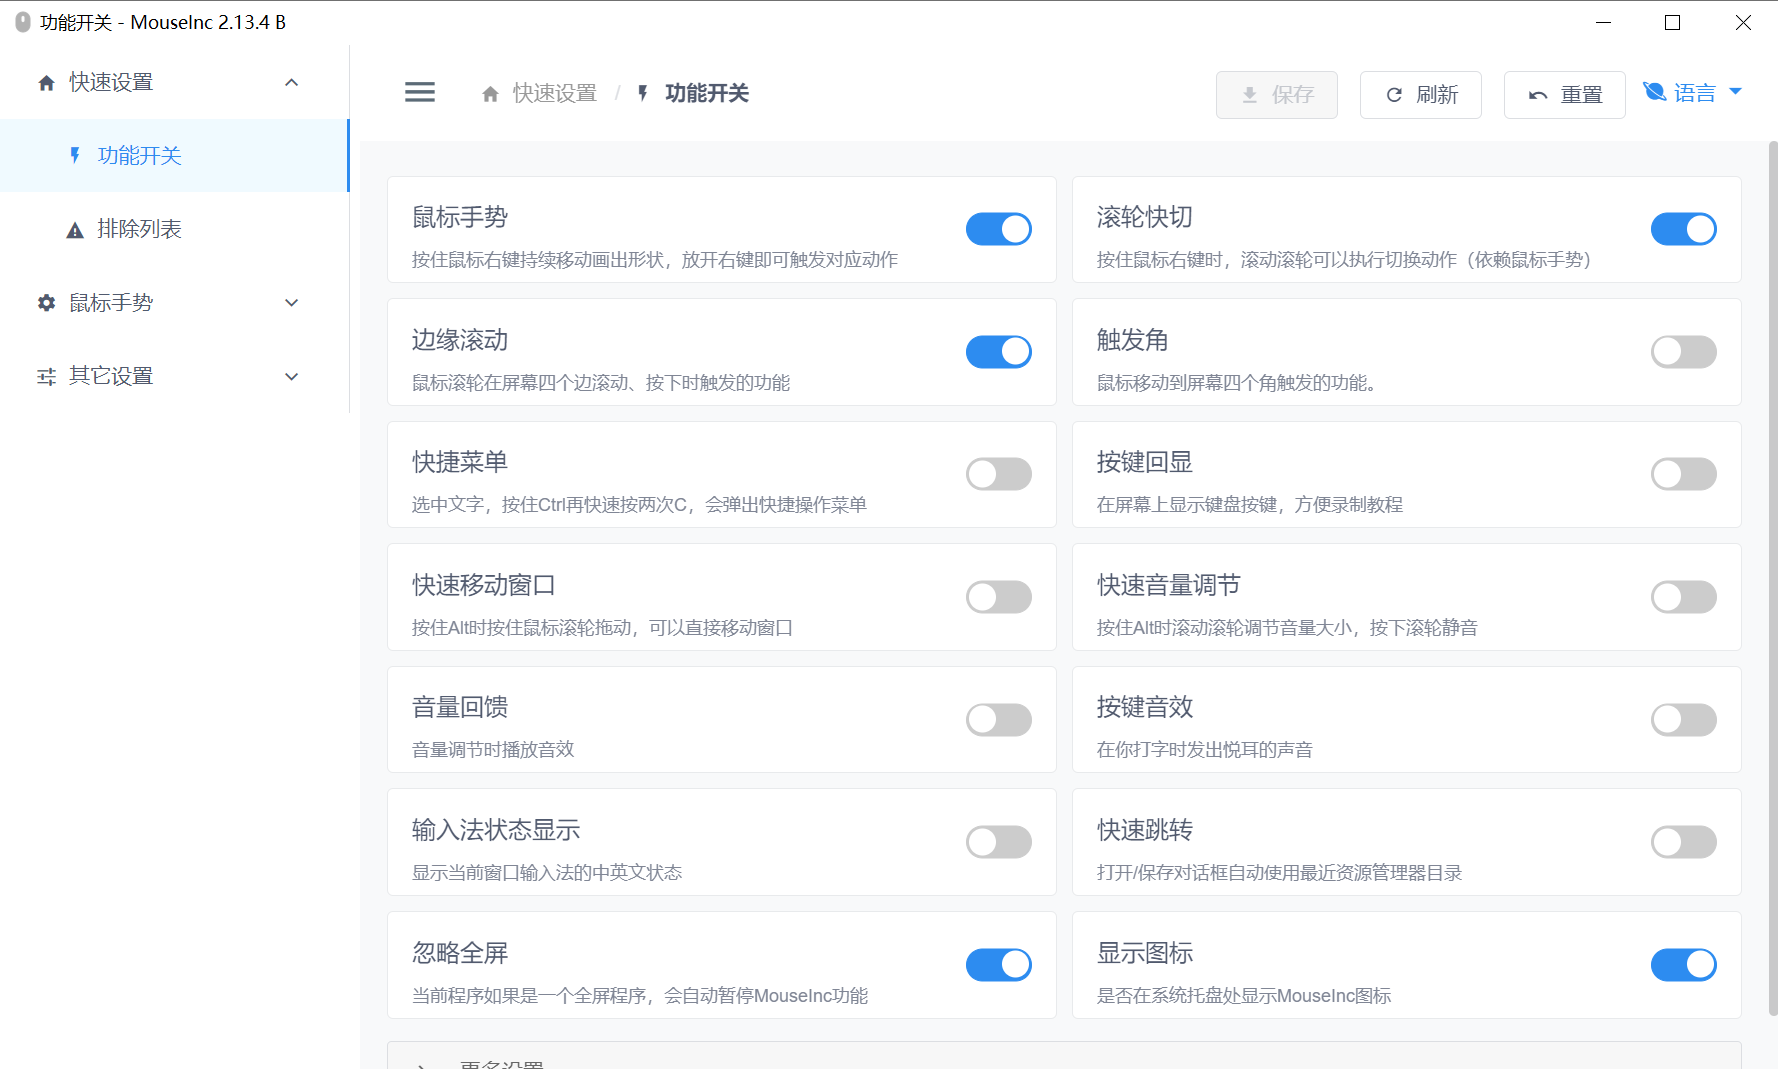 功能开关 - MouseInc 2.13.4 B
快速设置
功能开关
排除列表
鼠标手势
其它设置
快速设置 / 功能开关
保存
刷新
重置
语言
鼠标手势
按住鼠标右键持续移动画出形状，放开右键即可触发对应动作
滚轮快切
按住鼠标右键时，滚动滚轮可以执行切换动作（依赖鼠标手势）
边缘滚动
鼠标滚轮在屏幕四个边滚动、按下时触发的功能
触发角
鼠标移动到屏幕四个角触发的功能。
快捷菜单
选中文字，按住Ctrl再快速按两次C，会弹出快捷操作菜单
按键回显
在屏幕上显示键盘按键，方便录制教程
快速移动窗口
按住Alt时按住鼠标滚轮拖动，可以直接移动窗口
快速音量调节
按住Alt时滚动滚轮调节音量大小，按下滚轮静音
音量回馈
音量调节时播放音效
按键音效
在你打字时发出悦耳的声音
输入法状态显示
显示当前窗口输入法的中英文状态
快速跳转
打开/保存对话框自动使用最近资源管理器目录
忽略全屏
当前程序如果是一个全屏程序，会自动暂停MouseInc功能
显示图标
是否在系统托盘处显示MouseInc图标
更多设置